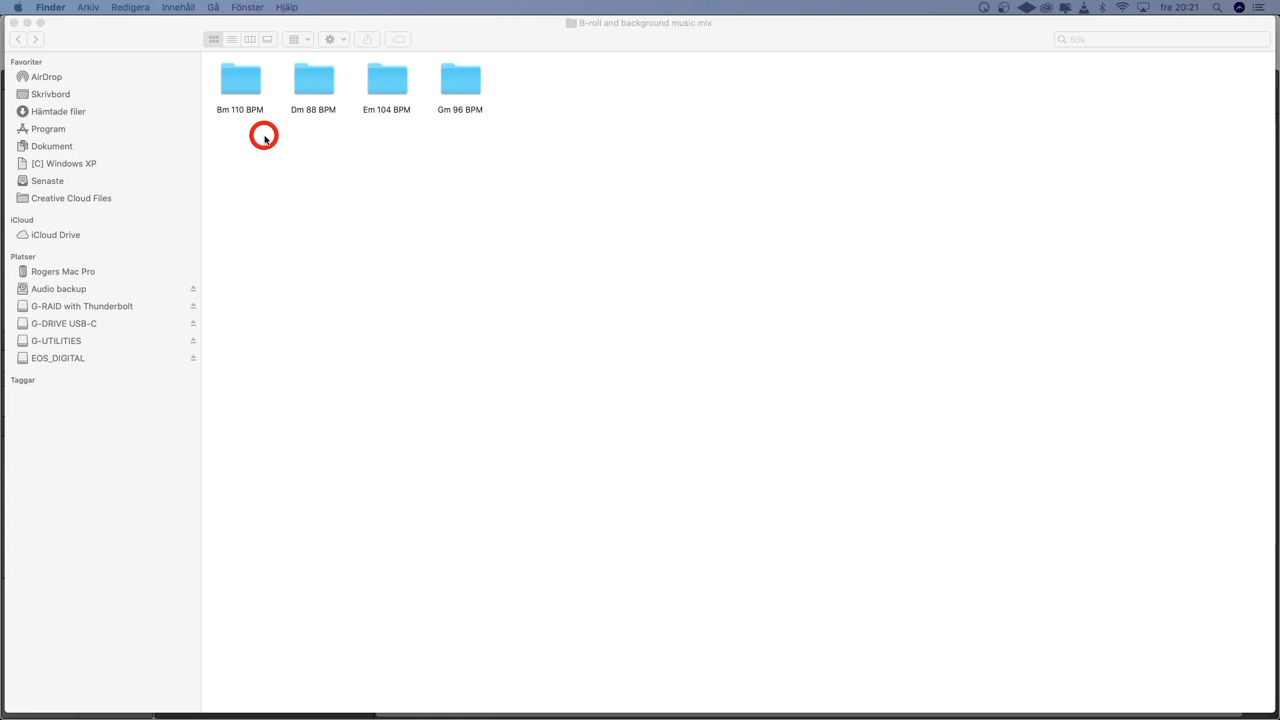 Finder Arkiv Redigera Innehåll Gå Fönster Hjälp fre 20:21
B-roll and background music mix
Sök
Favoriter
AirDrop
Skrivbord
Hämtade filer
Program
Dokument
[C] Windows XP
Senaste
Creative Cloud Files
iCloud
iCloud Drive
Platser
Rogers Mac Pro
Audio backup
G-RAID with Thunderbolt
G-DRIVE USB-C
G-UTILITIES
EOS_DIGITAL
Taggar
Bm 110 BPM Dm 88 BPM Em 104 BPM Gm 96 BPM